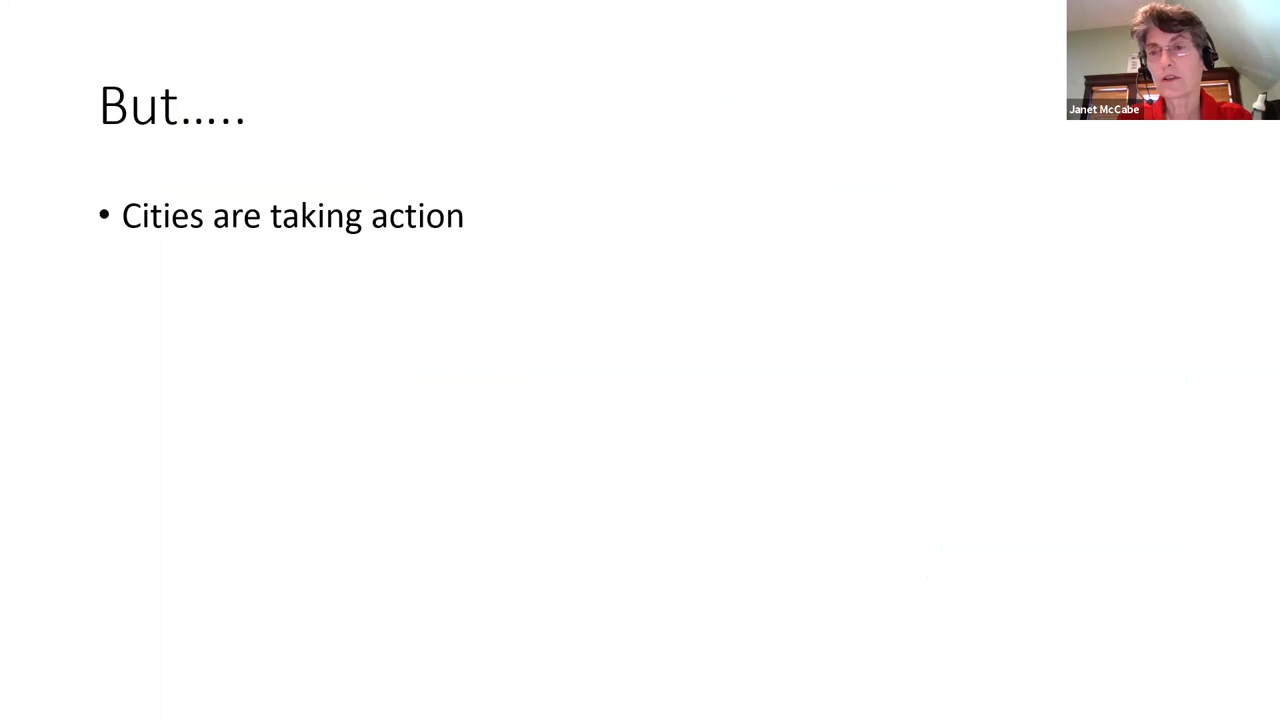 But.....
Janet McCabe
• Cities are taking action